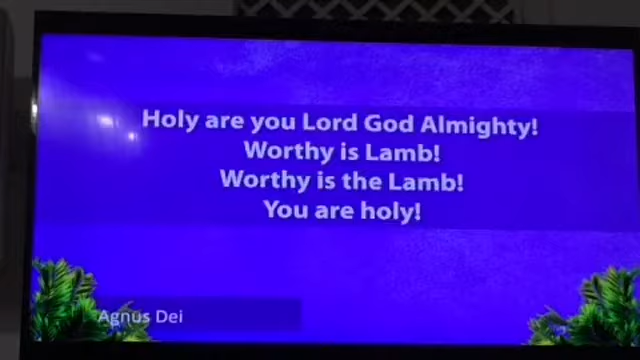 Holy are you Lord God Almighty!
Worthy is Lamb!
Worthy is the Lamb!
You are holy!
Agnus Dei